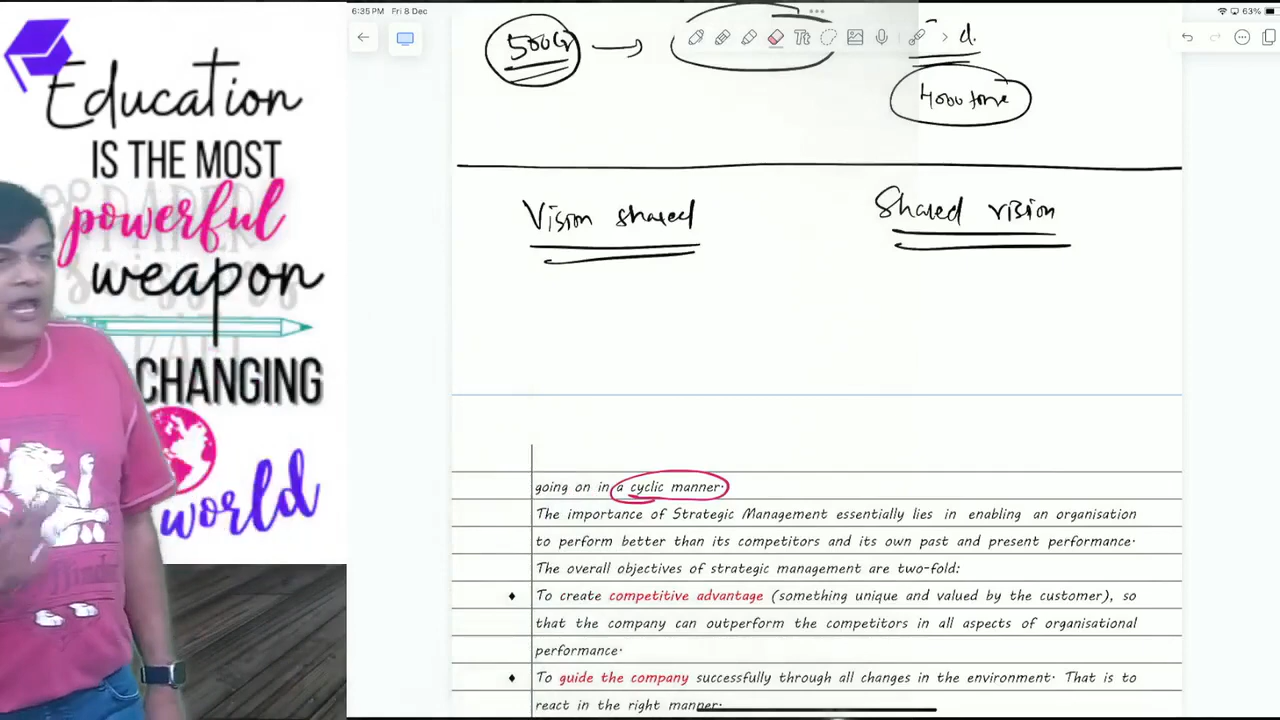 6:35 PM Fri 8 Dec
63%
Education
IS THE MOST
powerful
weapon
CHANGING
world
Vision shared
Shared vision
going on in a cyclic manner.
The importance of Strategic Management essentially lies in enabling an organisation
to perform better than its competitors and its own past and present performance.
The overall objectives of strategic management are two-fold:
♦ To create competitive advantage (something unique and valued by the customer), so
that the company can outperform the competitors in all aspects of organisational
performance.
♦ To guide the company successfully through all changes in the environment. That is to
react in the right manner.